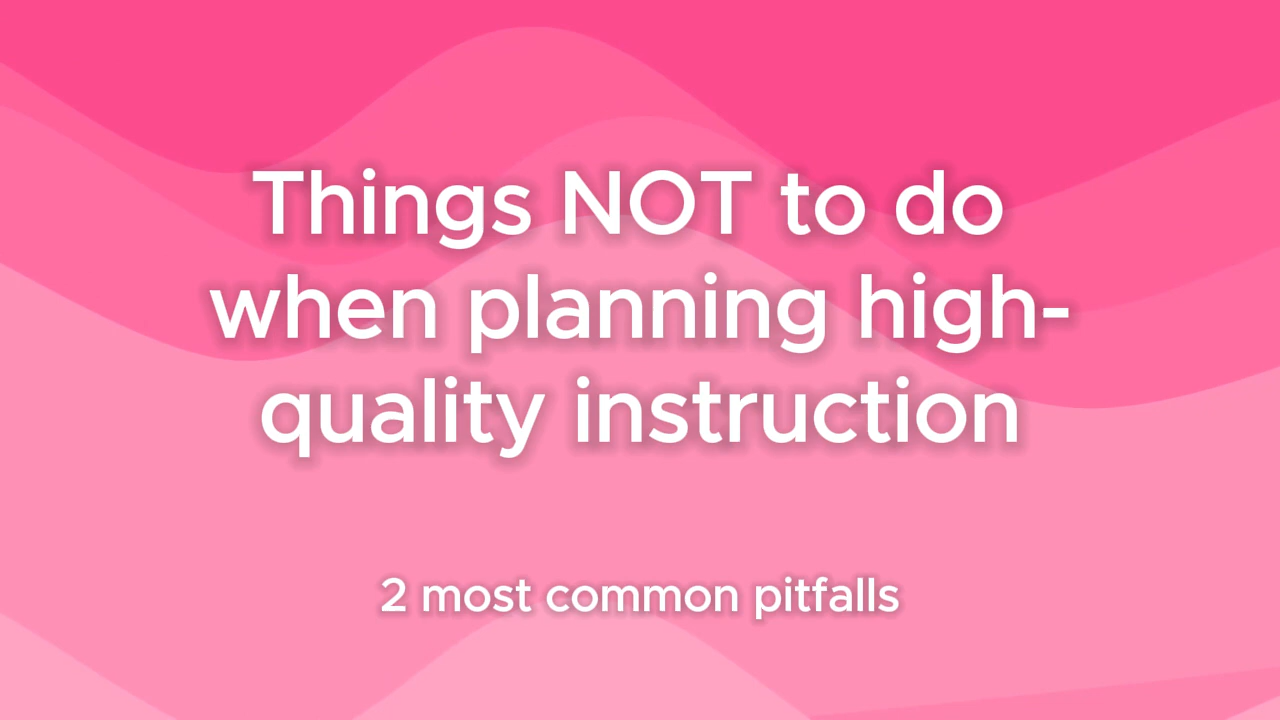 Things NOT to do
when planning high-
quality instruction
2 most common pitfalls